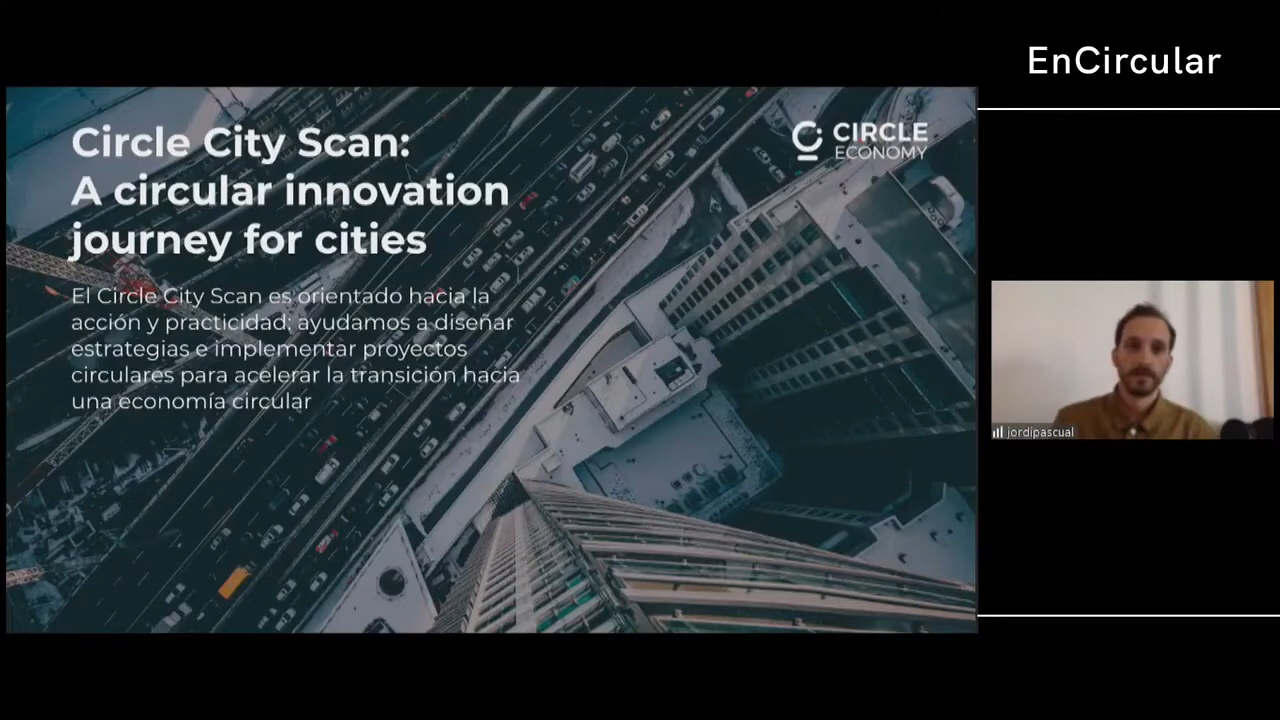 EnCircular
Circle City Scan:
A circular innovation
journey for cities
CIRCLE
ECONOMY
El Circle City Scan es orientado hacia la
acción y practicidad: ayudamos a diseñar
estrategias e implementar proyectos
circulares para acelerar la transición hacia
una economía circular
jordipascual